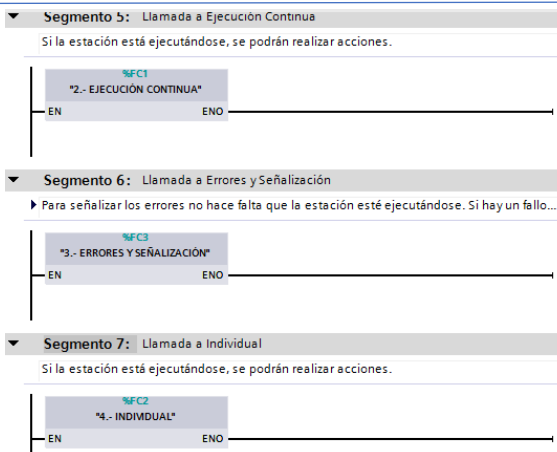 Segmento 5: Llamada a Ejecución Continua
Si la estación está ejecutándose, se podrán realizar acciones.
%FC1
"2.- EJECUCIÓN CONTINUA"
EN ENO
Segmento 6: Llamada a Errores y Señalización
Para señalizar los errores no hace falta que la estación esté ejecutándose. Si hay un fallo...
%FC3
"3.- ERRORES Y SEÑALIZACIÓN"
EN ENO
Segmento 7: Llamada a Individual
Si la estación está ejecutándose, se podrán realizar acciones.
%FC2
"4.- INDIVIDUAL"
EN ENO